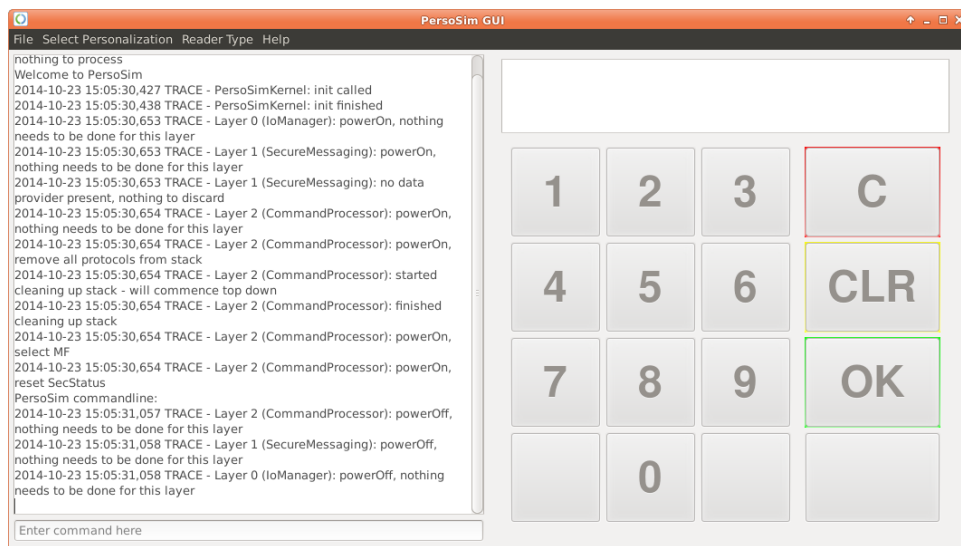 PersoSim GUI
File Select Personalization Reader Type Help
nothing to process
Welcome to PersoSim
2014-10-23 15:05:30,427 TRACE - PersoSimKernel: init called
2014-10-23 15:05:30,438 TRACE - PersoSimKernel: init finished
2014-10-23 15:05:30,653 TRACE - Layer 0 (IoManager): powerOn, nothing
needs to be done for this layer
2014-10-23 15:05:30,653 TRACE - Layer 1 (SecureMessaging): powerOn,
nothing needs to be done for this layer
2014-10-23 15:05:30,653 TRACE - Layer 1 (SecureMessaging): no data
provider present, nothing to discard
2014-10-23 15:05:30,654 TRACE - Layer 2 (CommandProcessor): powerOn,
nothing needs to be done for this layer
2014-10-23 15:05:30,654 TRACE - Layer 2 (CommandProcessor): powerOn,
remove all protocols from stack
2014-10-23 15:05:30,654 TRACE - Layer 2 (CommandProcessor): started
cleaning up stack - will commence top down
2014-10-23 15:05:30,654 TRACE - Layer 2 (CommandProcessor): finished
cleaning up stack
2014-10-23 15:05:30,654 TRACE - Layer 2 (CommandProcessor): powerOn,
select MF
2014-10-23 15:05:30,654 TRACE - Layer 2 (CommandProcessor): powerOn,
reset SecStatus
PersoSim commandline:
2014-10-23 15:05:31,057 TRACE - Layer 2 (CommandProcessor): powerOff,
nothing needs to be done for this layer
2014-10-23 15:05:31,058 TRACE - Layer 1 (SecureMessaging): powerOff,
nothing needs to be done for this layer
2014-10-23 15:05:31,058 TRACE - Layer 0 (IoManager): powerOff, nothing
needs to be done for this layer
Enter command here
1 2 3 C
4 5 6 CLR
7 8 9 OK
0